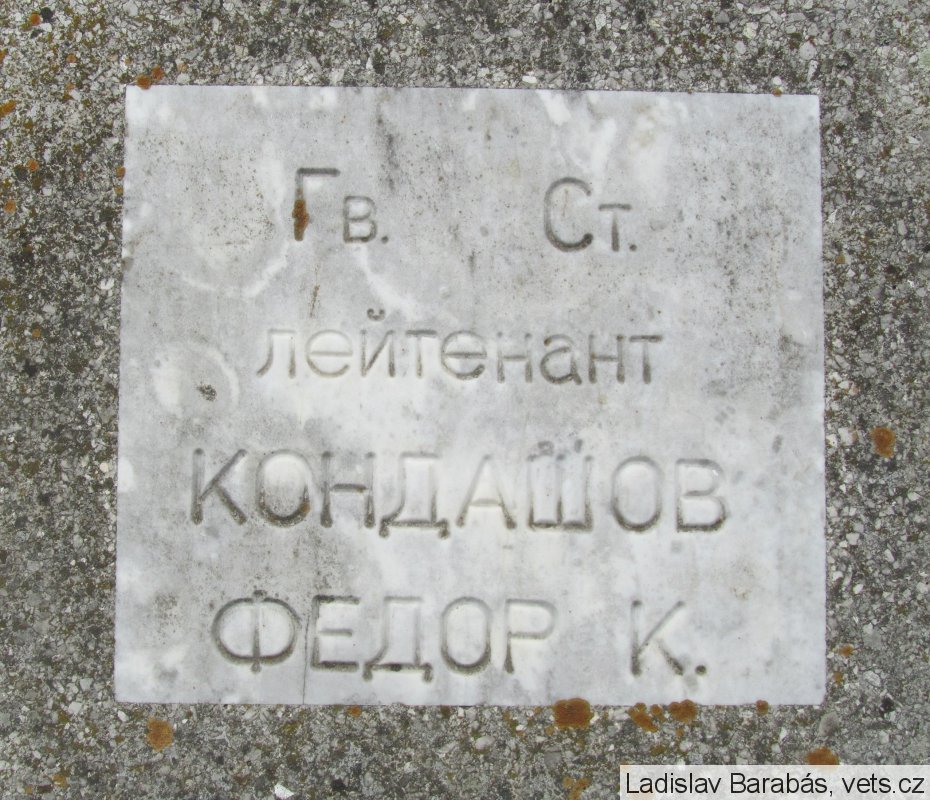 Гв. Ст.
лейтенант
КОНДАШОВ
ФЕДОР К.
Ladislav Barabás, vets.cz